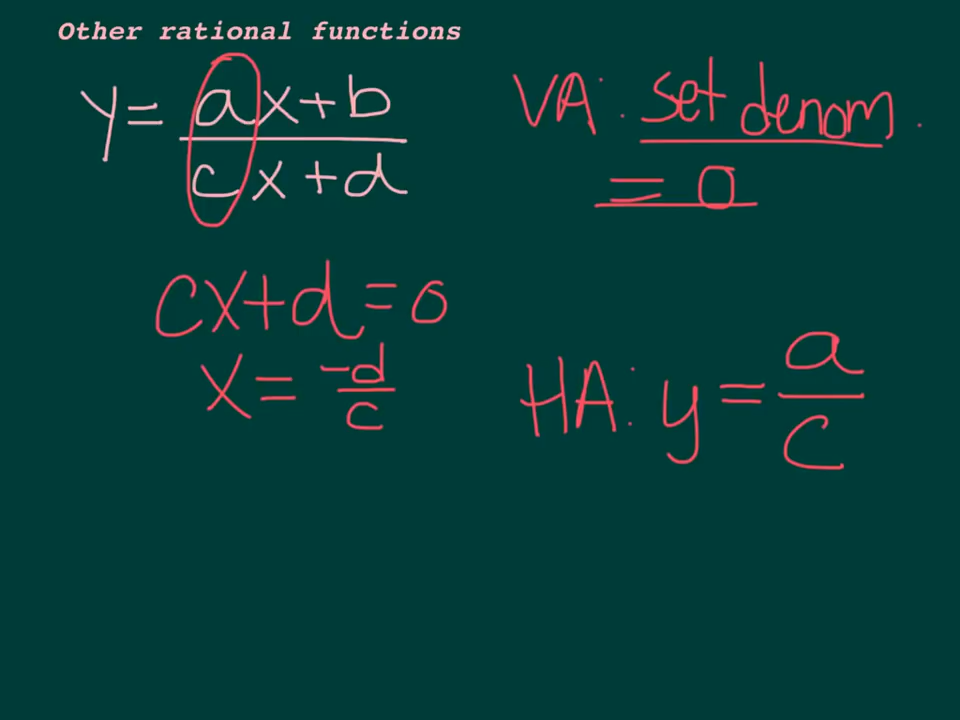 Other rational functions
y = ax+b
cx+d
VA: set denom.
= 0
cx+d=0
x = -d
c
HA: y = a
c